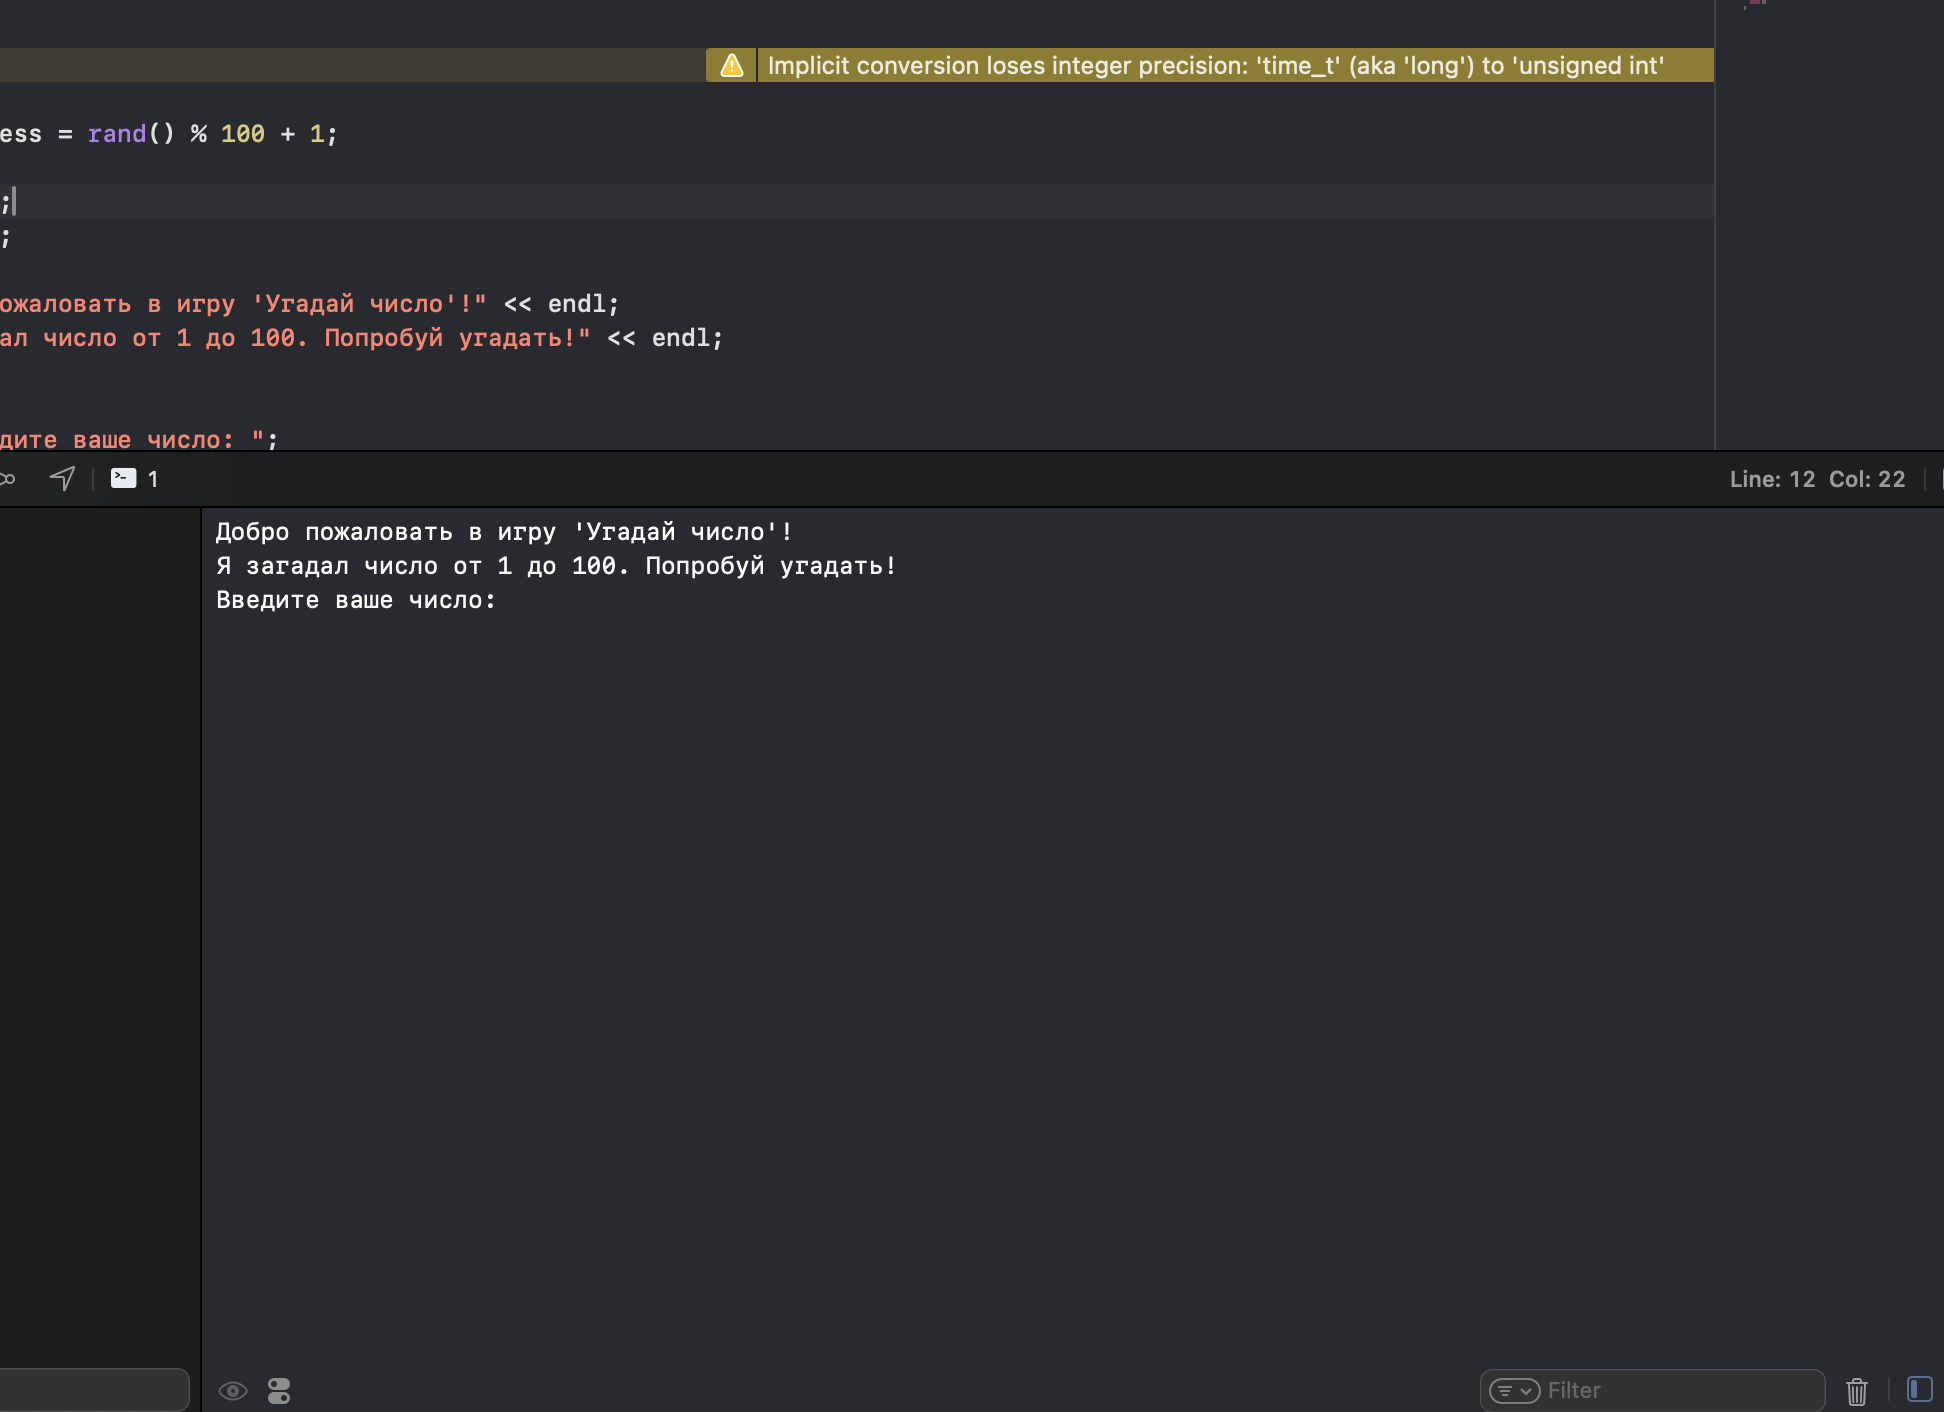 Implicit conversion loses integer precision: 'time_t' (aka 'long') to 'unsigned int'
ess = rand() % 100 + 1;
;
;
ожаловать в игру 'Угадай число'!" << endl;
ал число от 1 до 100. Попробуй угадать!" << endl;
дите ваше число: ";
1
Line: 12 Col: 22
Добро пожаловать в игру 'Угадай число'!
Я загадал число от 1 до 100. Попробуй угадать!
Введите ваше число:
Filter